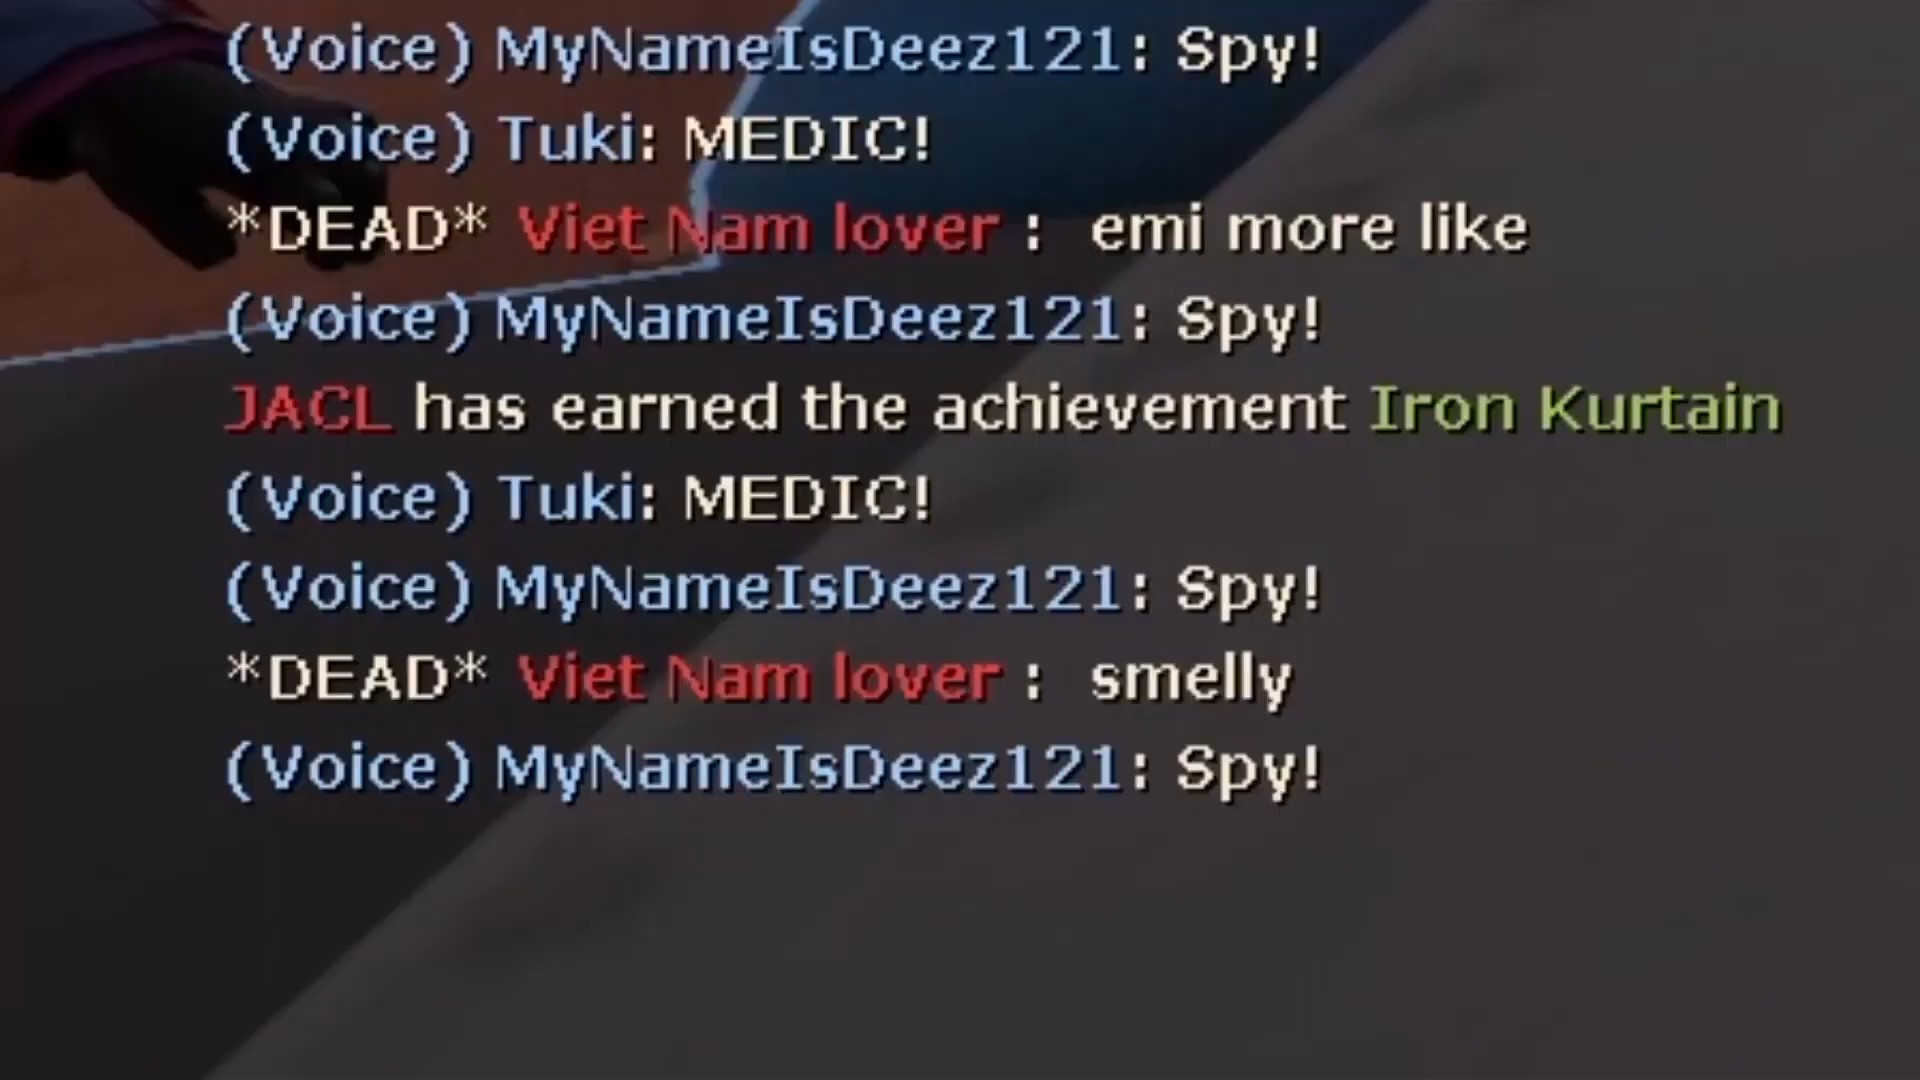 (Voice) MyNameIsDeez121: Spy!
(Voice) Tuki: MEDIC!
*DEAD* Viet Nam lover :  emi more like
(Voice) MyNameIsDeez121: Spy!
JACL has earned the achievement Iron Kurtain
(Voice) Tuki: MEDIC!
(Voice) MyNameIsDeez121: Spy!
*DEAD* Viet Nam lover :  smelly
(Voice) MyNameIsDeez121: Spy!